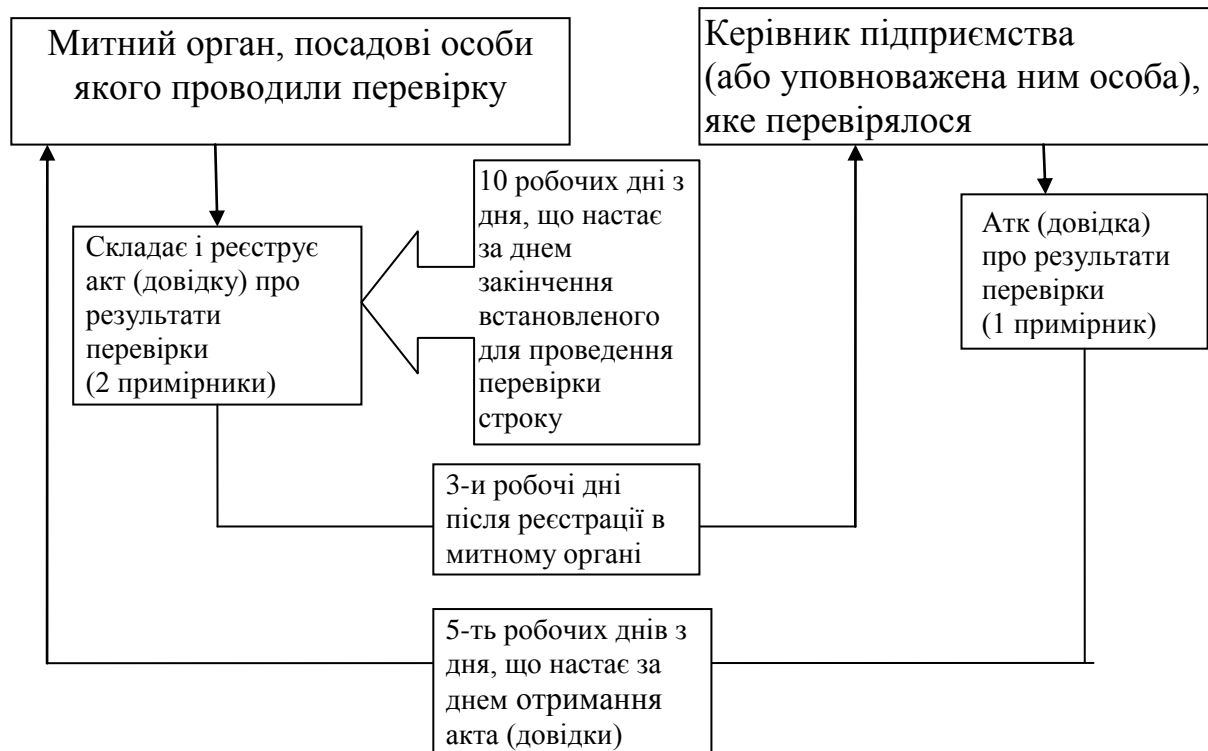 Митний орган, посадові особи
якого проводили перевірку
Керівник підприємства
(або уповноважена ним особа),
яке перевірялося
Складає і реєструє
акт (довідку) про
результати
перевірки
(2 примірники)
10 робочих дні з
дня, що настає
за днем
закінчення
встановленого
для проведення
перевірки
строку
Атк (довідка)
про результати
перевірки
(1 примірник)
3-и робочі дні
після реєстрації в
митному органі
5-ть робочих днів з
дня, що настає за
днем отримання
акта (довідки)